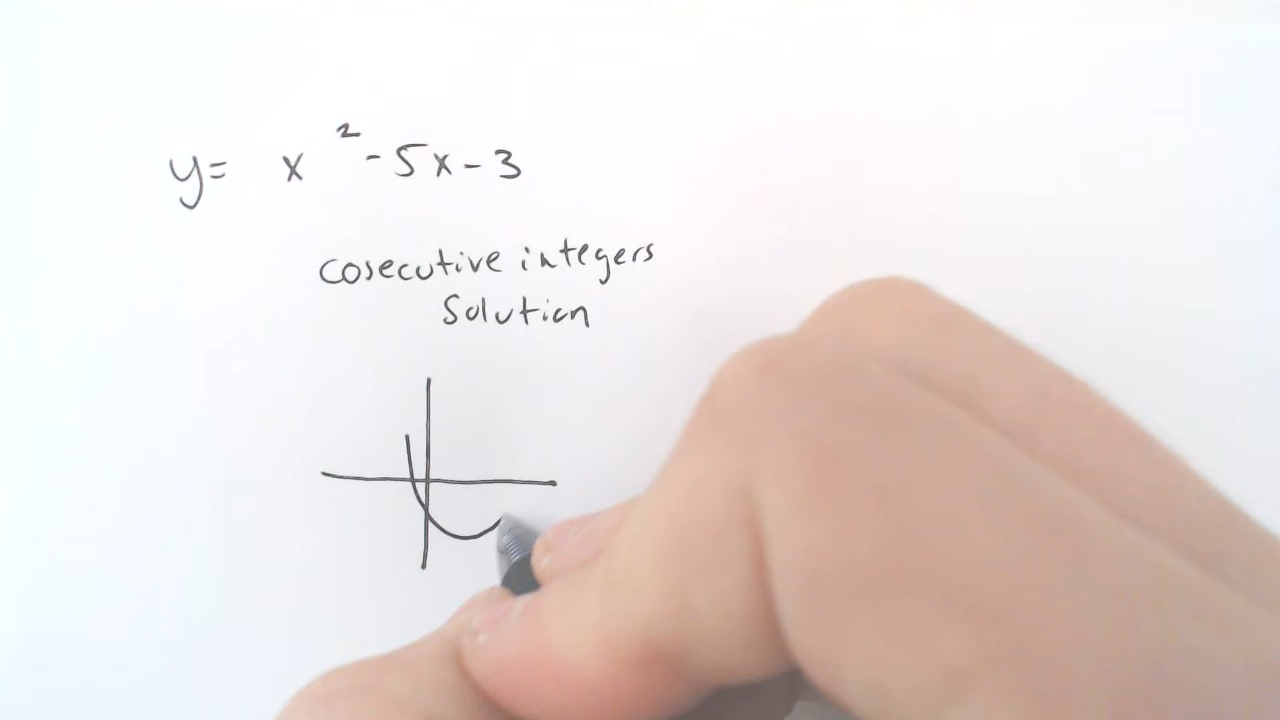 y= x² -5x-3
cosecutive integers
Solution